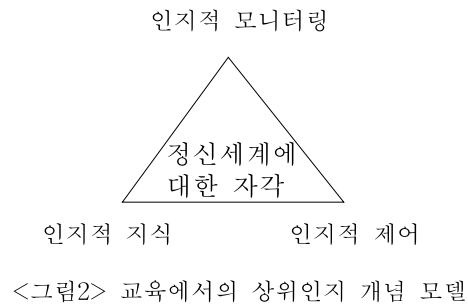 인지적 모니터링
정신세계에
대한 자각
인지적 지식 인지적 제어
<그림2> 교육에서의 상위인지 개념 모델